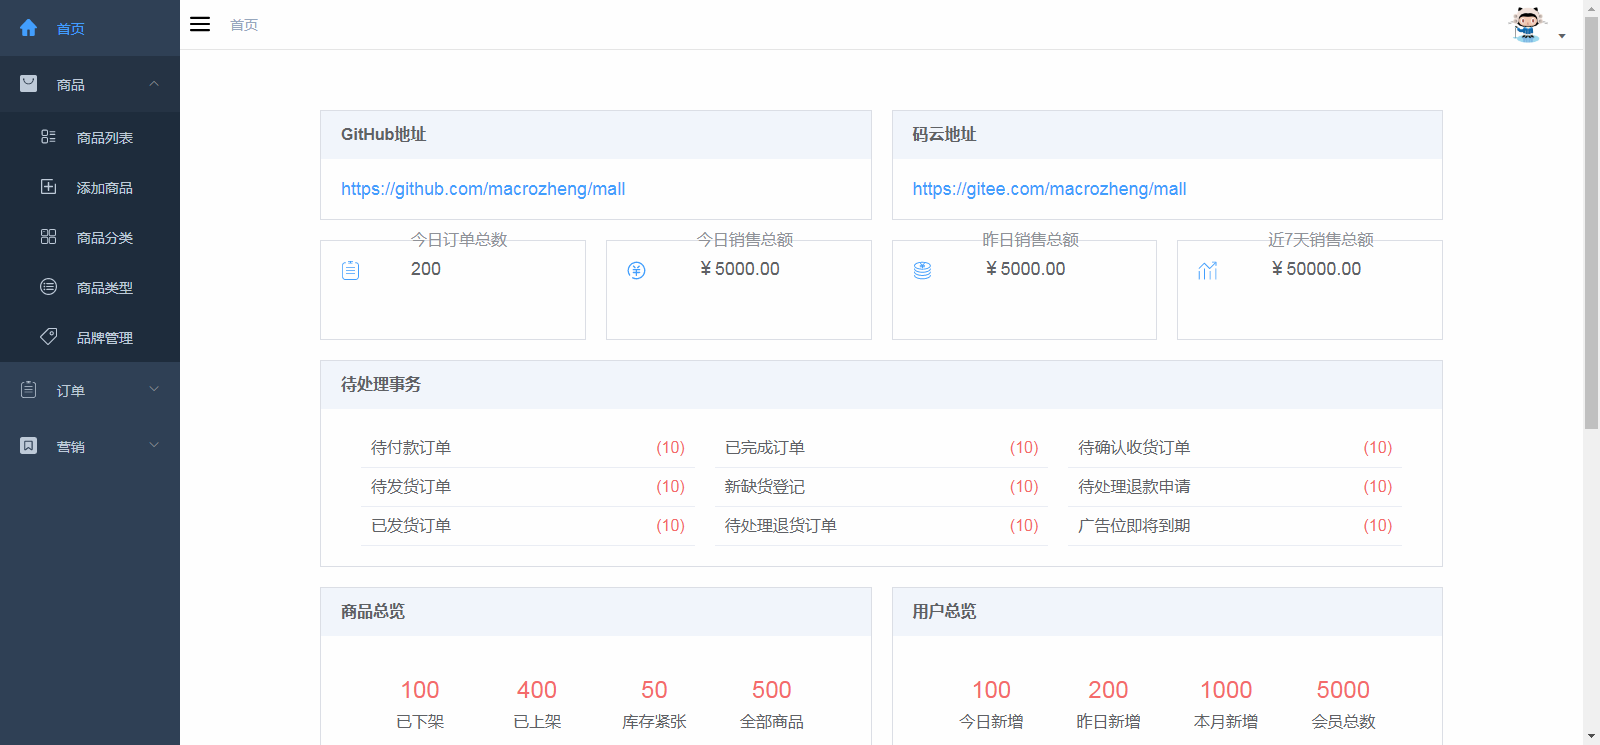 首页
商品
商品列表
添加商品
商品分类
商品类型
品牌管理
订单
营销
首页
GitHub地址
https://github.com/macrozheng/mall
码云地址
https://gitee.com/macrozheng/mall
今日订单总数
200
今日销售总额
￥5000.00
昨日销售总额
￥5000.00
近7天销售总额
￥50000.00
待处理事务
待付款订单 (10) 已完成订单 (10) 待确认收货订单 (10)
待发货订单 (10) 新缺货登记 (10) 待处理退款申请 (10)
已发货订单 (10) 待处理退货订单 (10) 广告位即将到期 (10)
商品总览
100 400 50 500
已下架 已上架 库存紧张 全部商品
用户总览
100 200 1000 5000
今日新增 昨日新增 本月新增 会员总数